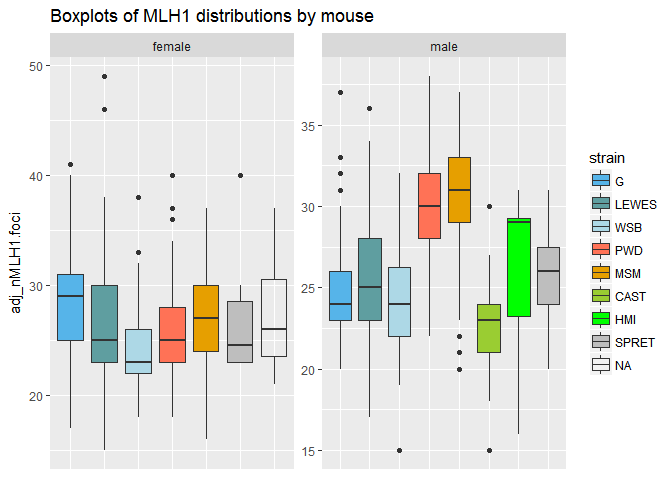 Boxplots of MLH1 distributions by mouse
female
male
adj_nMLH1.foci
50
40
30
20
35
30
25
20
15
strain
G
LEWES
WSB
PWD
MSM
CAST
HMI
SPRET
NA